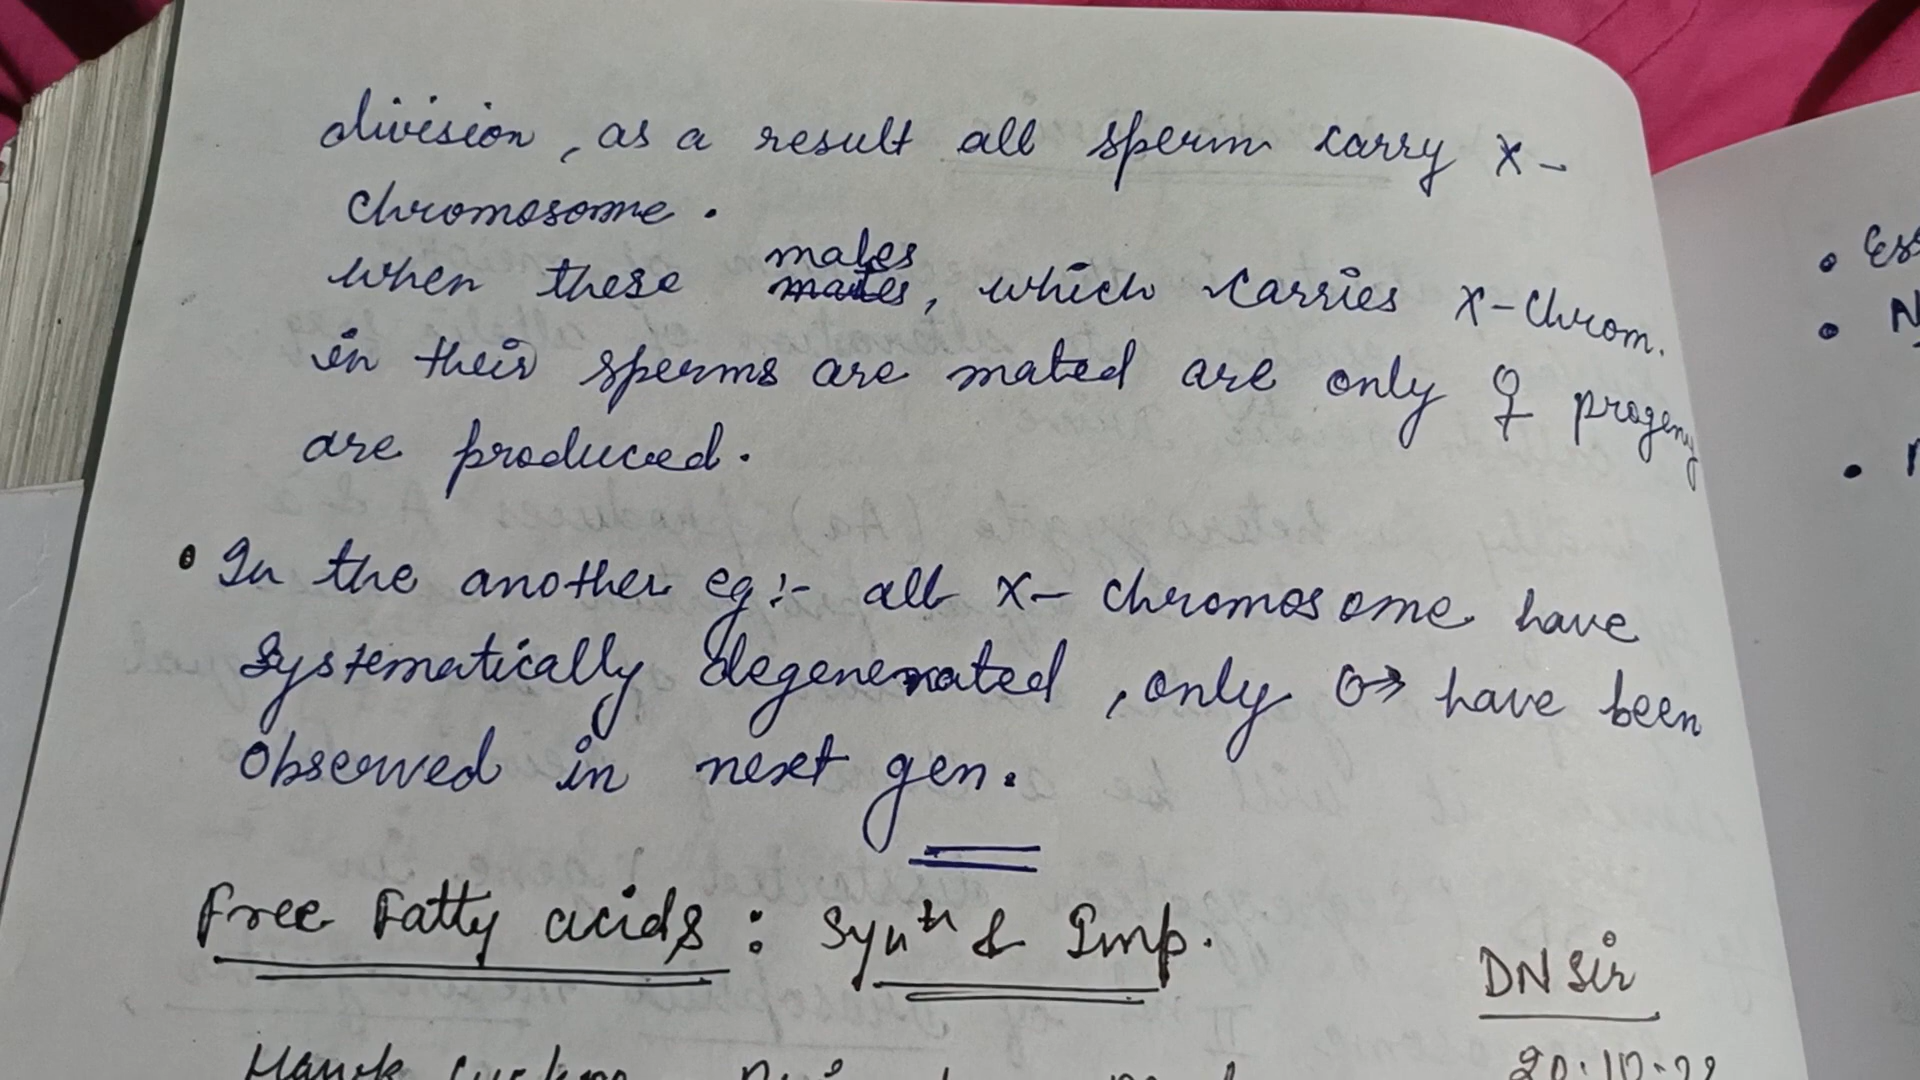 division, as a result all sperm carry X-
chromosome.
when these males mates, which carries X-Chrom.
in their sperms are mated are only ♀ progeny
are produced.
• In the another eg:- all X- chromosome have
systematically degenerated, only ♂ have been
observed in next gen.
Free Fatty acids: Synth & Imp.
DN Sir
• Ess
• N
•